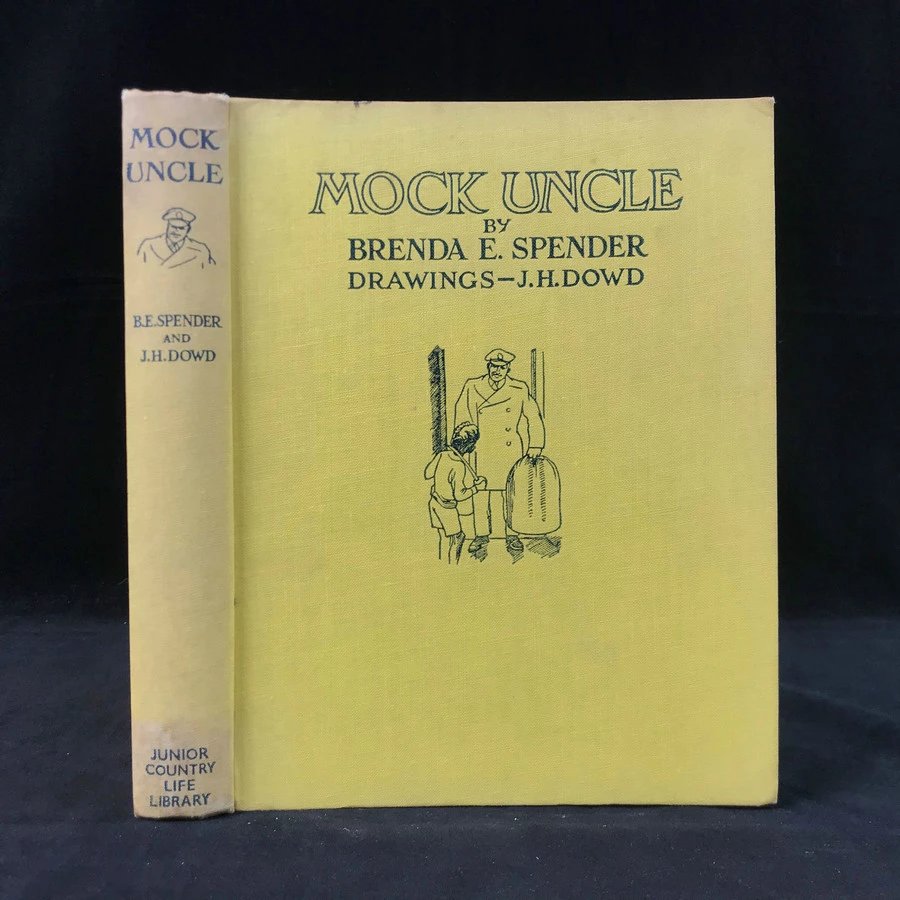 MOCK
UNCLE
B.E.SPENDER
AND
J.H.DOWD
JUNIOR
COUNTRY
LIFE
LIBRARY
MOCK UNCLE
BY
BRENDA E. SPENDER
DRAWINGS—J.H.DOWD